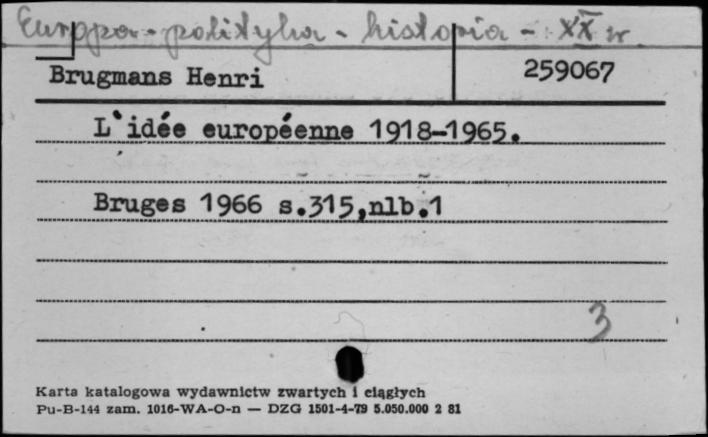 Europa - polityka - historia - XX w.
Brugmans Henri 259067
L`idée européenne 1918-1965.
Bruges 1966 s.315,nlb.1
3
Karta katalogowa wydawnictw zwartych i ciągłych
Pu-B-144 zam. 1016-WA-O-n — DZG 1501-4-79 5.050.000 2 81